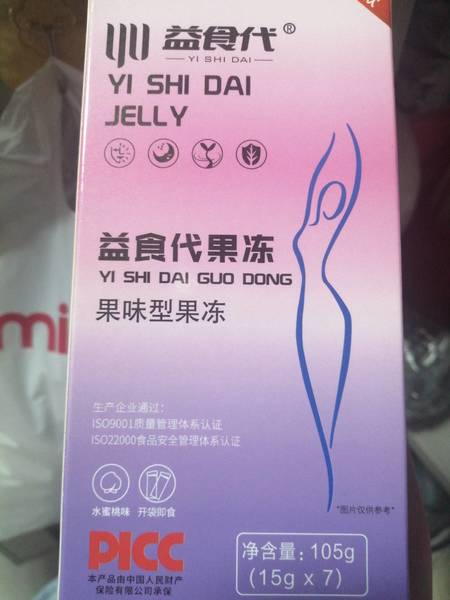 益食代®
YI SHI DAI
YI SHI DAI
JELLY
益食代果冻
YI SHI DAI GUO DONG
果味型果冻
mi
生产企业通过：
ISO9001质量管理体系认证
ISO22000食品安全管理体系认证
水蜜桃味 开袋即食
*图片仅供参考*
PICC
本产品由中国人民财产
保险有限公司承保
净含量：105g
（15g x 7）